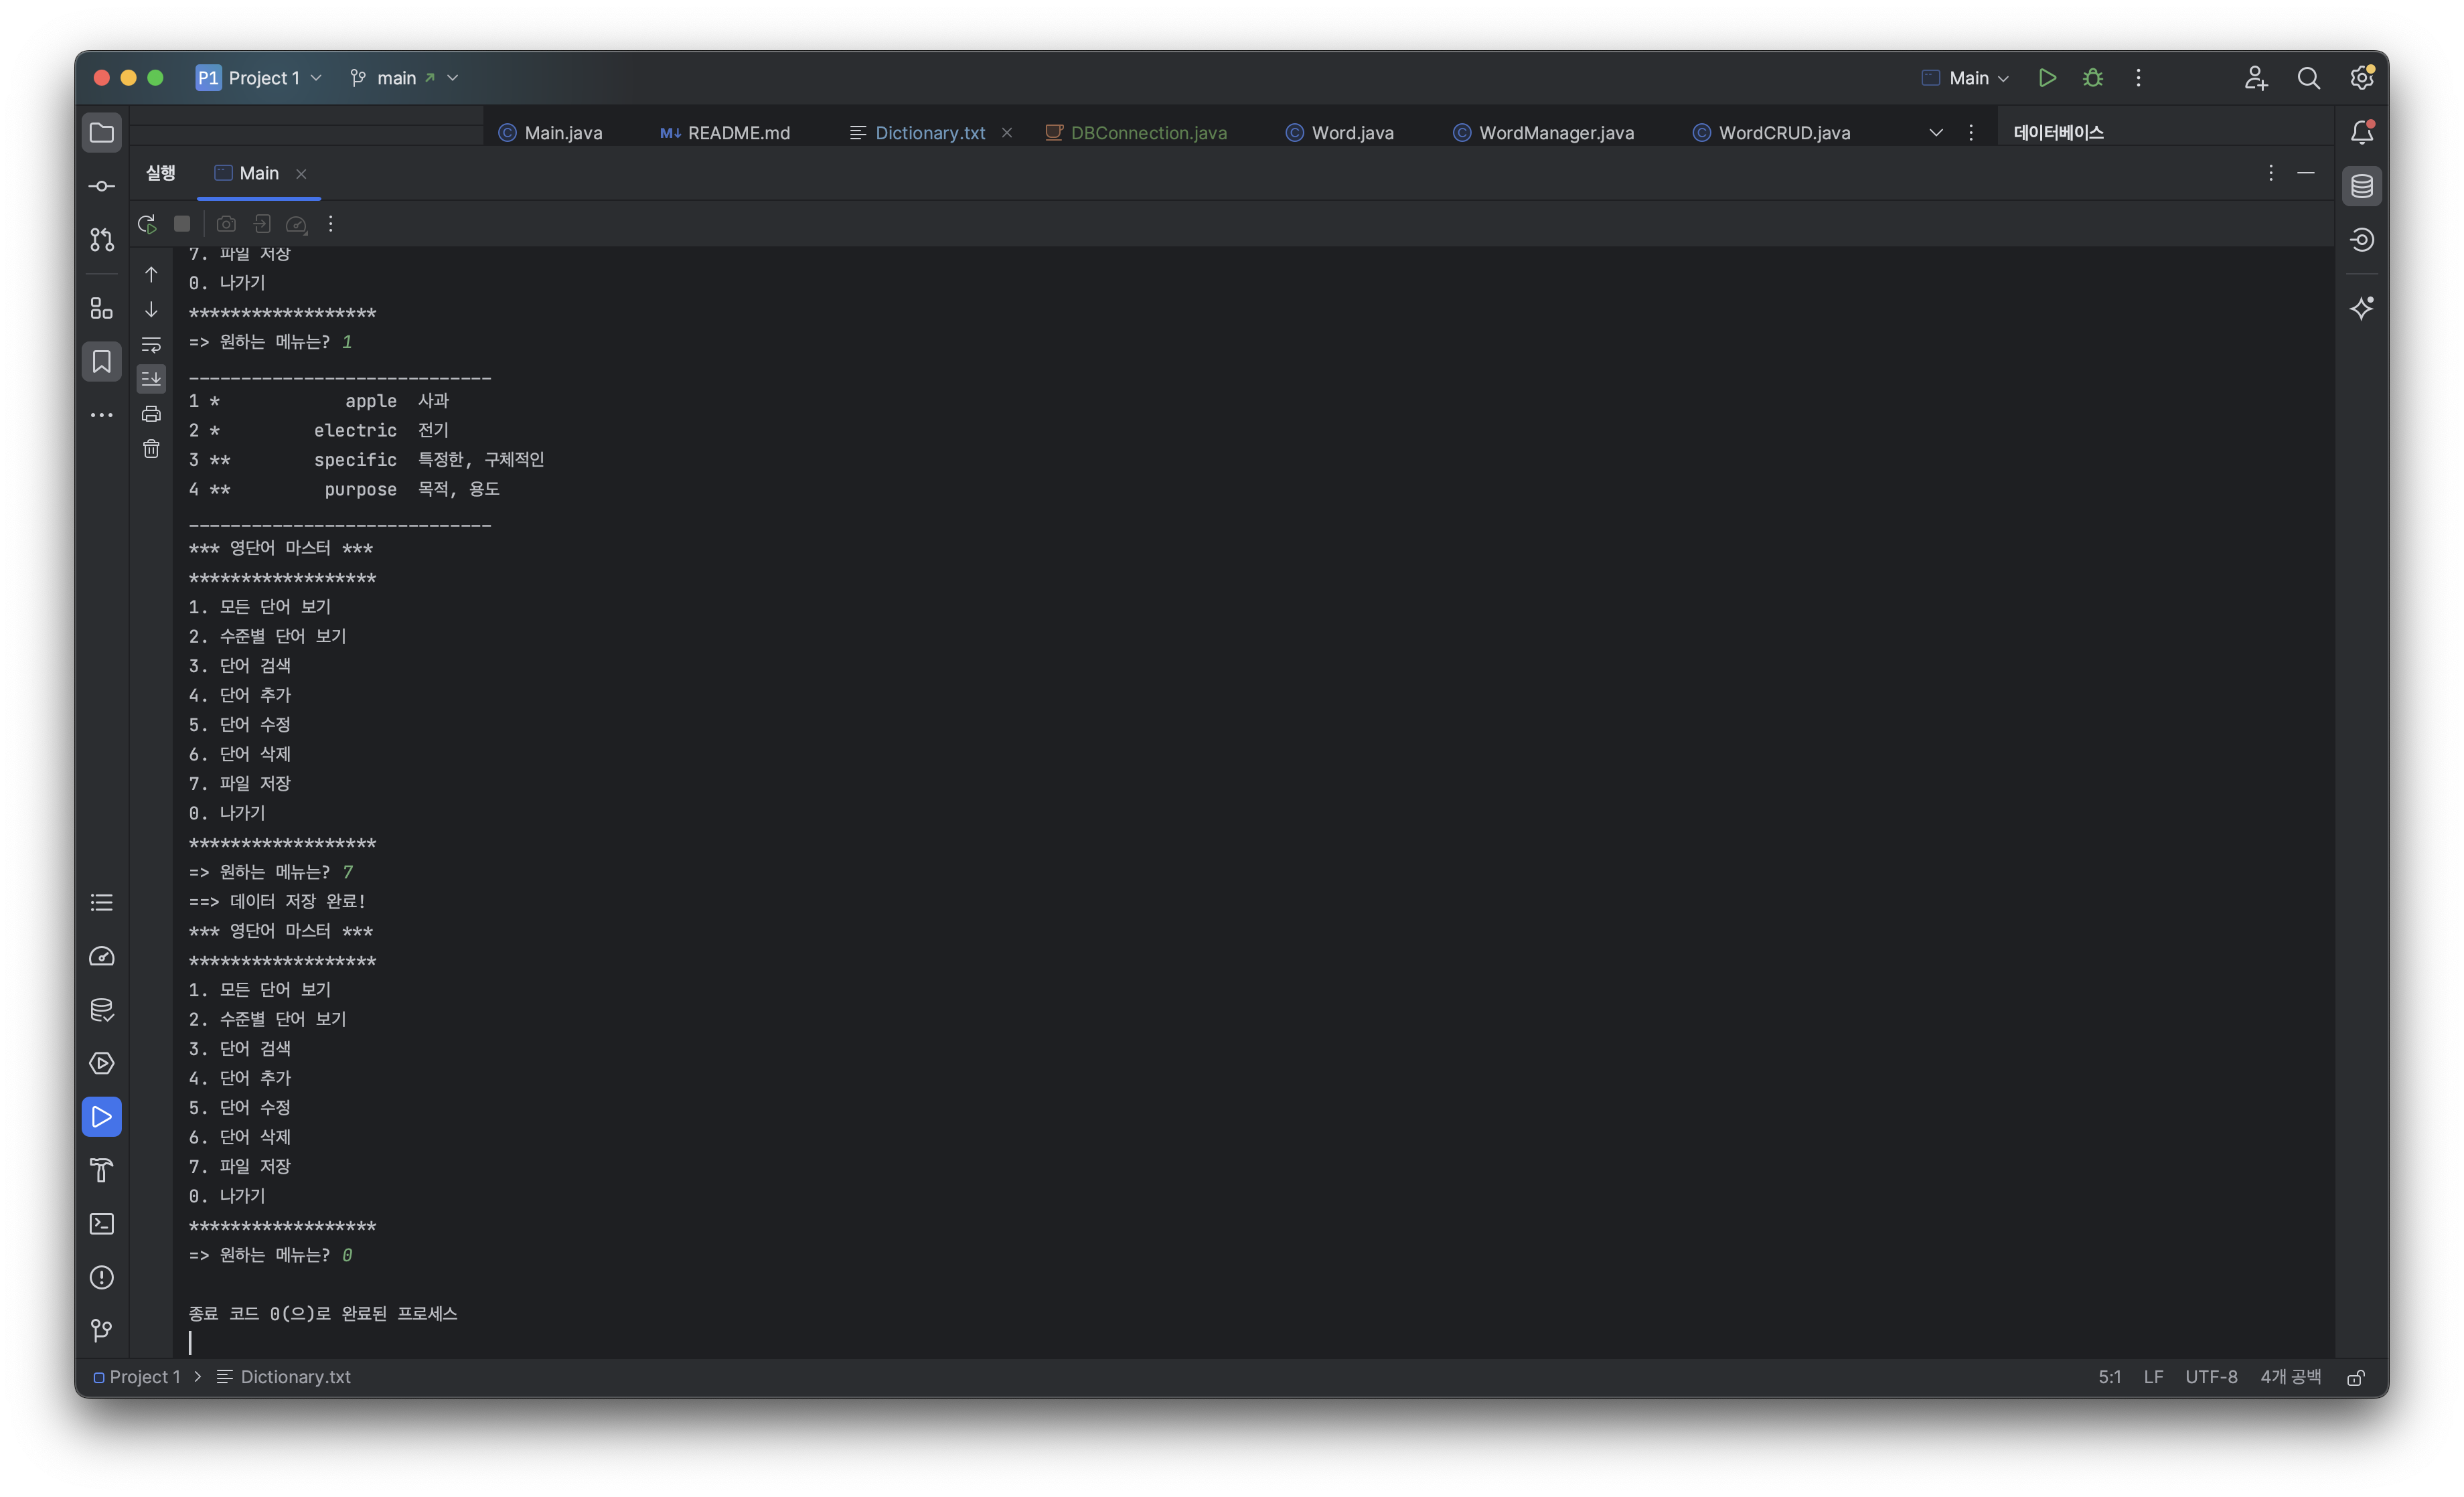 P1 Project 1 main Main
Main.java README.md Dictionary.txt DBConnection.java Word.java WordManager.java WordCRUD.java 데이터베이스
실행 Main
7. 파일 저장
0. 나가기
******************
=> 원하는 메뉴는? 1
-----------------------------
1 * apple 사과
2 * electric 전기
3 ** specific 특정한, 구체적인
4 ** purpose 목적, 용도
-----------------------------
*** 영단어 마스터 ***
******************
1. 모든 단어 보기
2. 수준별 단어 보기
3. 단어 검색
4. 단어 추가
5. 단어 수정
6. 단어 삭제
7. 파일 저장
0. 나가기
******************
=> 원하는 메뉴는? 7
==> 데이터 저장 완료!
*** 영단어 마스터 ***
******************
1. 모든 단어 보기
2. 수준별 단어 보기
3. 단어 검색
4. 단어 추가
5. 단어 수정
6. 단어 삭제
7. 파일 저장
0. 나가기
******************
=> 원하는 메뉴는? 0
종료 코드 0(으)로 완료된 프로세스
Project 1 > Dictionary.txt 5:1 LF UTF-8 4개 공백